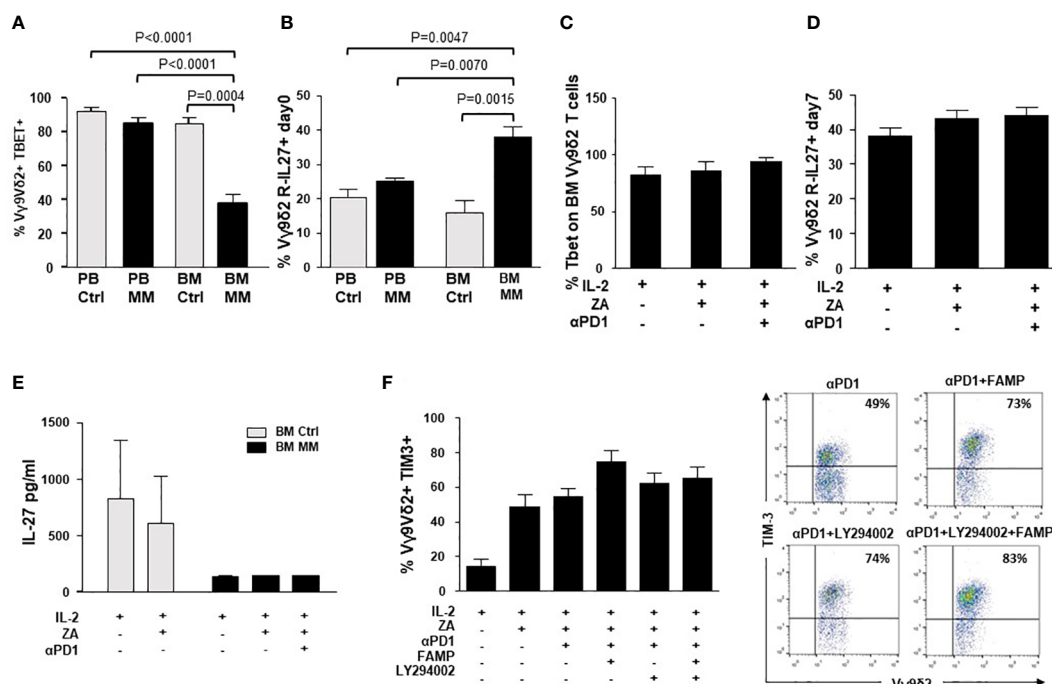 A
P<0.0001
P<0.0001
P=0.0004
% Vγ9Vδ2+ TBET+
100
80
60
40
20
0
PB Ctrl
PB MM
BM Ctrl
BM MM
B
P=0.0047
P=0.0070
P=0.0015
% Vγ9δ2 R-IL27+ day0
50
40
30
20
10
0
PB Ctrl
PB MM
BM Ctrl
BM MM
C
% Tbet on BM Vγ9δ2 T cells
150
100
50
0
IL-2 + + +
ZA - + +
αPD1 - - +
D
% Vγ9δ2 R-IL27+ day7
50
40
30
20
10
0
IL-2 + + +
ZA - + +
αPD1 - - +
E
IL-27 pg/ml
1500
1000
500
0
BM Ctrl
BM MM
IL-2 + + + + +
ZA - + - + +
αPD1 - - +
F
% Vγ9Vδ2+ TIM3+
100
80
60
40
20
0
IL-2 + + + + + +
ZA - + + + + +
αPD1 - - + + + +
FAMP - - - + - +
LY294002 - - - - + +
αPD1
49%
αPD1+FAMP
73%
αPD1+LY294002
74%
αPD1+LY294002+FAMP
83%
TIM-3
Vγ9δ2